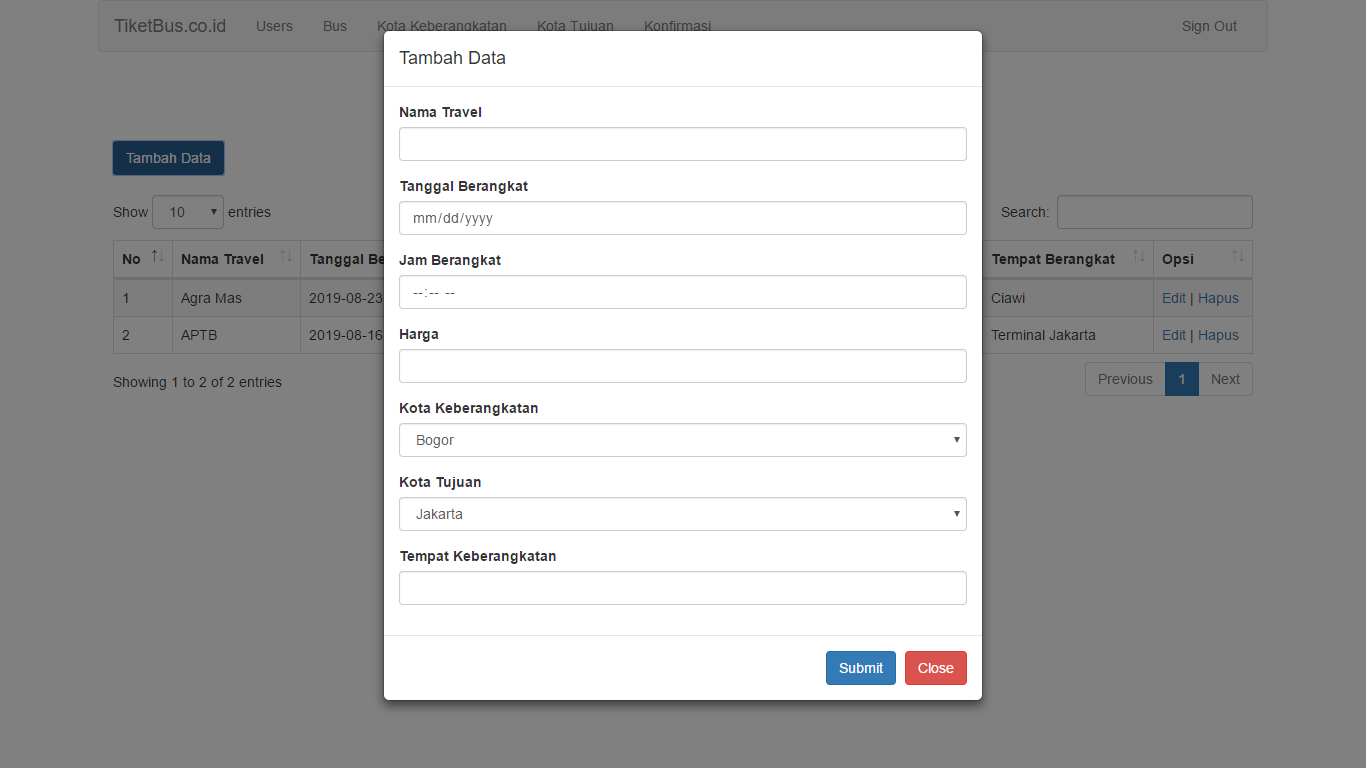 TiketBus.co.id Users Bus Kota Keberangkatan Kota Tujuan Konfirmasi Sign Out
Tambah Data
Nama Travel
Tanggal Berangkat
mm/dd/yyyy
Jam Berangkat
--:-- --
Harga
Kota Keberangkatan
Bogor
Kota Tujuan
Jakarta
Tempat Keberangkatan
Submit Close
Tambah Data
Show 10 entries Search:
No Nama Travel Tanggal Be Tempat Berangkat Opsi
1 Agra Mas 2019-08-23 Ciawi Edit | Hapus
2 APTB 2019-08-16 Terminal Jakarta Edit | Hapus
Showing 1 to 2 of 2 entries Previous 1 Next